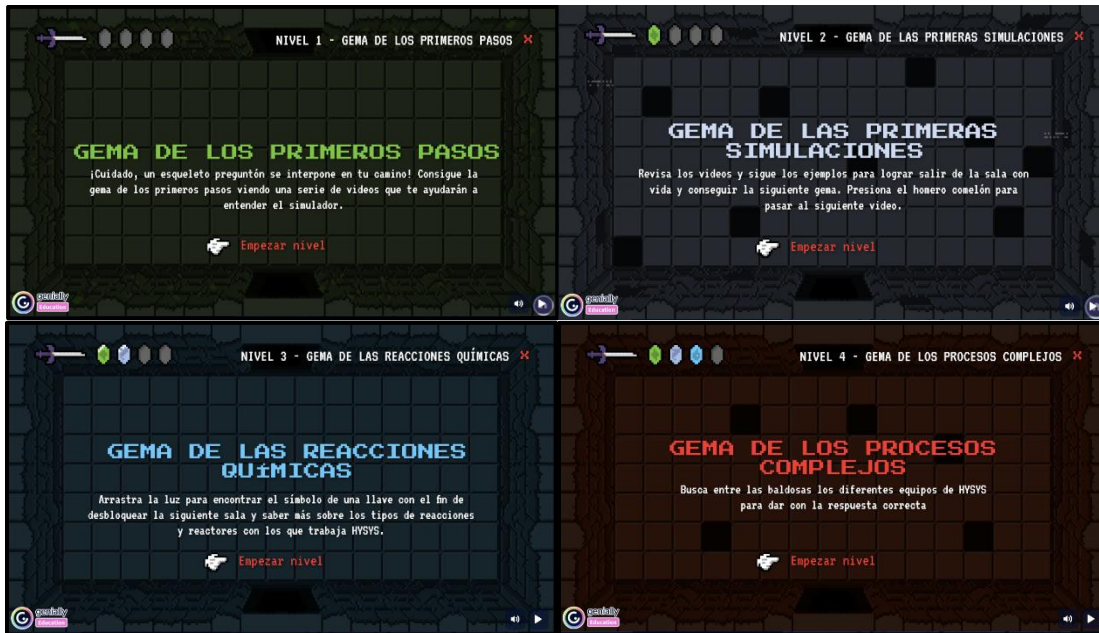 NIVEL 1 - GEMA DE LOS PRIMEROS PASOS
GEMA DE LOS PRIMEROS PASOS
¡Cuidado, un esqueleto preguntón se interpone en tu camino! Consigue la
gema de los primeros pasos viendo una serie de videos que te ayudarán a
entender el simulador.
Empezar nivel
genially
Education
NIVEL 2 - GEMA DE LAS PRIMERAS SIMULACIONES
GEMA DE LAS PRIMERAS
SIMULACIONES
Revisa los videos y sigue los ejemplos para lograr salir de la sala con
vida y conseguir la siguiente gema. Presiona el homero comelón para
pasar al siguiente video.
Empezar nivel
genially
Education
NIVEL 3 - GEMA DE LAS REACCIONES QUÍMICAS
GEMA DE LAS REACCIONES
QUíMICAS
Arrastra la luz para encontrar el símbolo de una llave con el fin de
desbloquear la siguiente sala y saber más sobre los tipos de reacciones
y reactores con los que trabaja HYSYS.
Empezar nivel
genially
Education
NIVEL 4 - GEMA DE LOS PROCESOS COMPLEJOS
GEMA DE LOS PROCESOS
COMPLEJOS
Busca entre las baldosas los diferentes equipos de HYSYS
para dar con la respuesta correcta
Empezar nivel
genially
Education